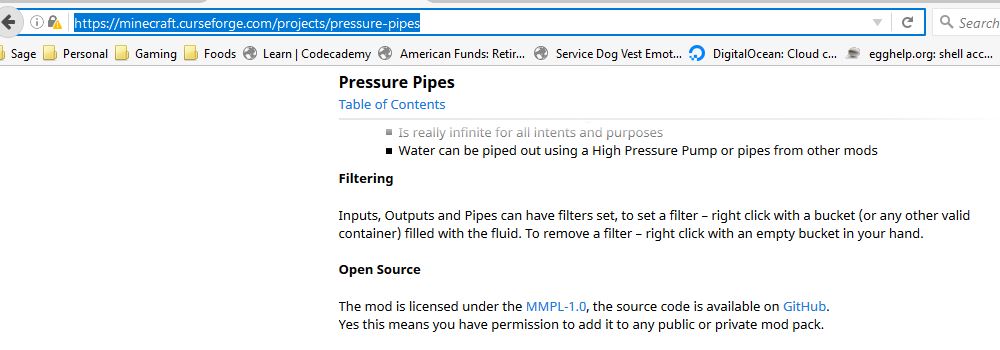 https://minecraft.curseforge.com/projects/pressure-pipes
Search
Sage Personal Gaming Foods Learn | Codecademy American Funds: Retir... Service Dog Vest Emot... DigitalOcean: Cloud c... egghelp.org: shell acc...
Pressure Pipes
Table of Contents
Is really infinite for all intents and purposes
Water can be piped out using a High Pressure Pump or pipes from other mods
Filtering
Inputs, Outputs and Pipes can have filters set, to set a filter – right click with a bucket (or any other valid
container) filled with the fluid. To remove a filter – right click with an empty bucket in your hand.
Open Source
The mod is licensed under the MMPL-1.0, the source code is available on GitHub.
Yes this means you have permission to add it to any public or private mod pack.